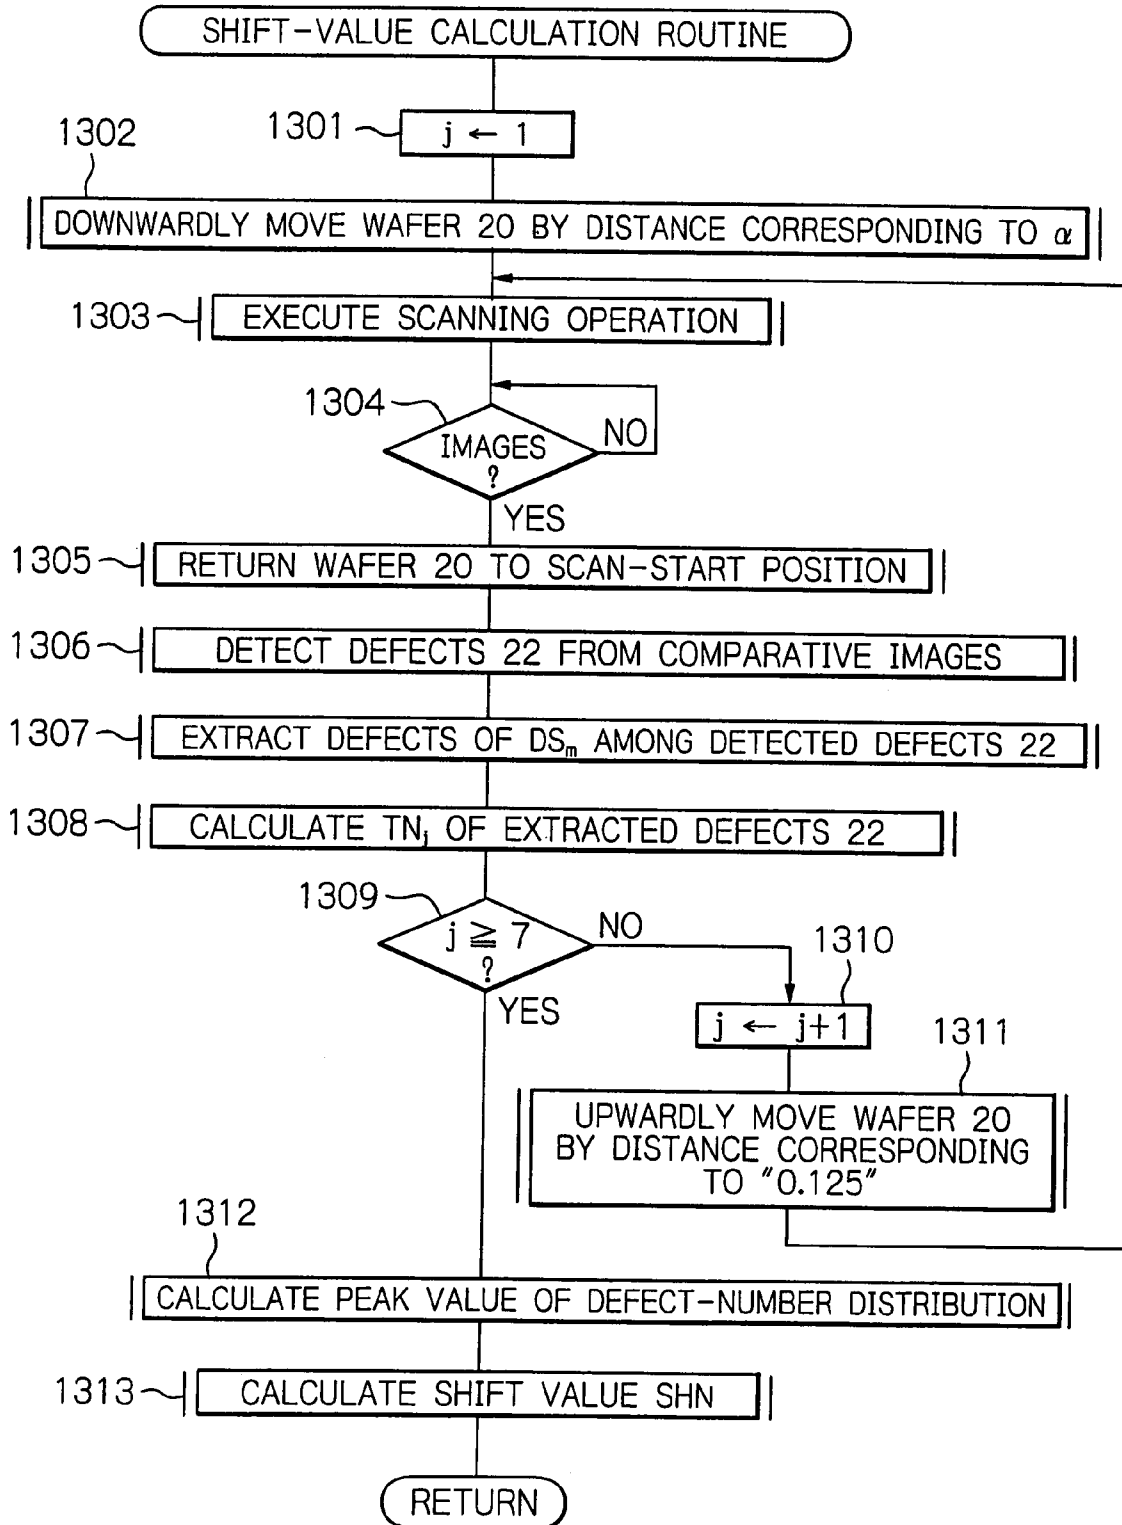 SHIFT-VALUE CALCULATION ROUTINE
1301
j ← 1
1302
DOWNWARDLY MOVE WAFER 20 BY DISTANCE CORRESPONDING TO α
1303
EXECUTE SCANNING OPERATION
1304
IMAGES
?
NO
YES
1305
RETURN WAFER 20 TO SCAN-START POSITION
1306
DETECT DEFECTS 22 FROM COMPARATIVE IMAGES
1307
EXTRACT DEFECTS OF DSm AMONG DETECTED DEFECTS 22
1308
CALCULATE TNj OF EXTRACTED DEFECTS 22
1309
j ≧ 7
?
NO
YES
1310
j ← j+1
1311
UPWARDLY MOVE WAFER 20
BY DISTANCE CORRESPONDING
TO "0.125"
1312
CALCULATE PEAK VALUE OF DEFECT-NUMBER DISTRIBUTION
1313
CALCULATE SHIFT VALUE SHN
RETURN